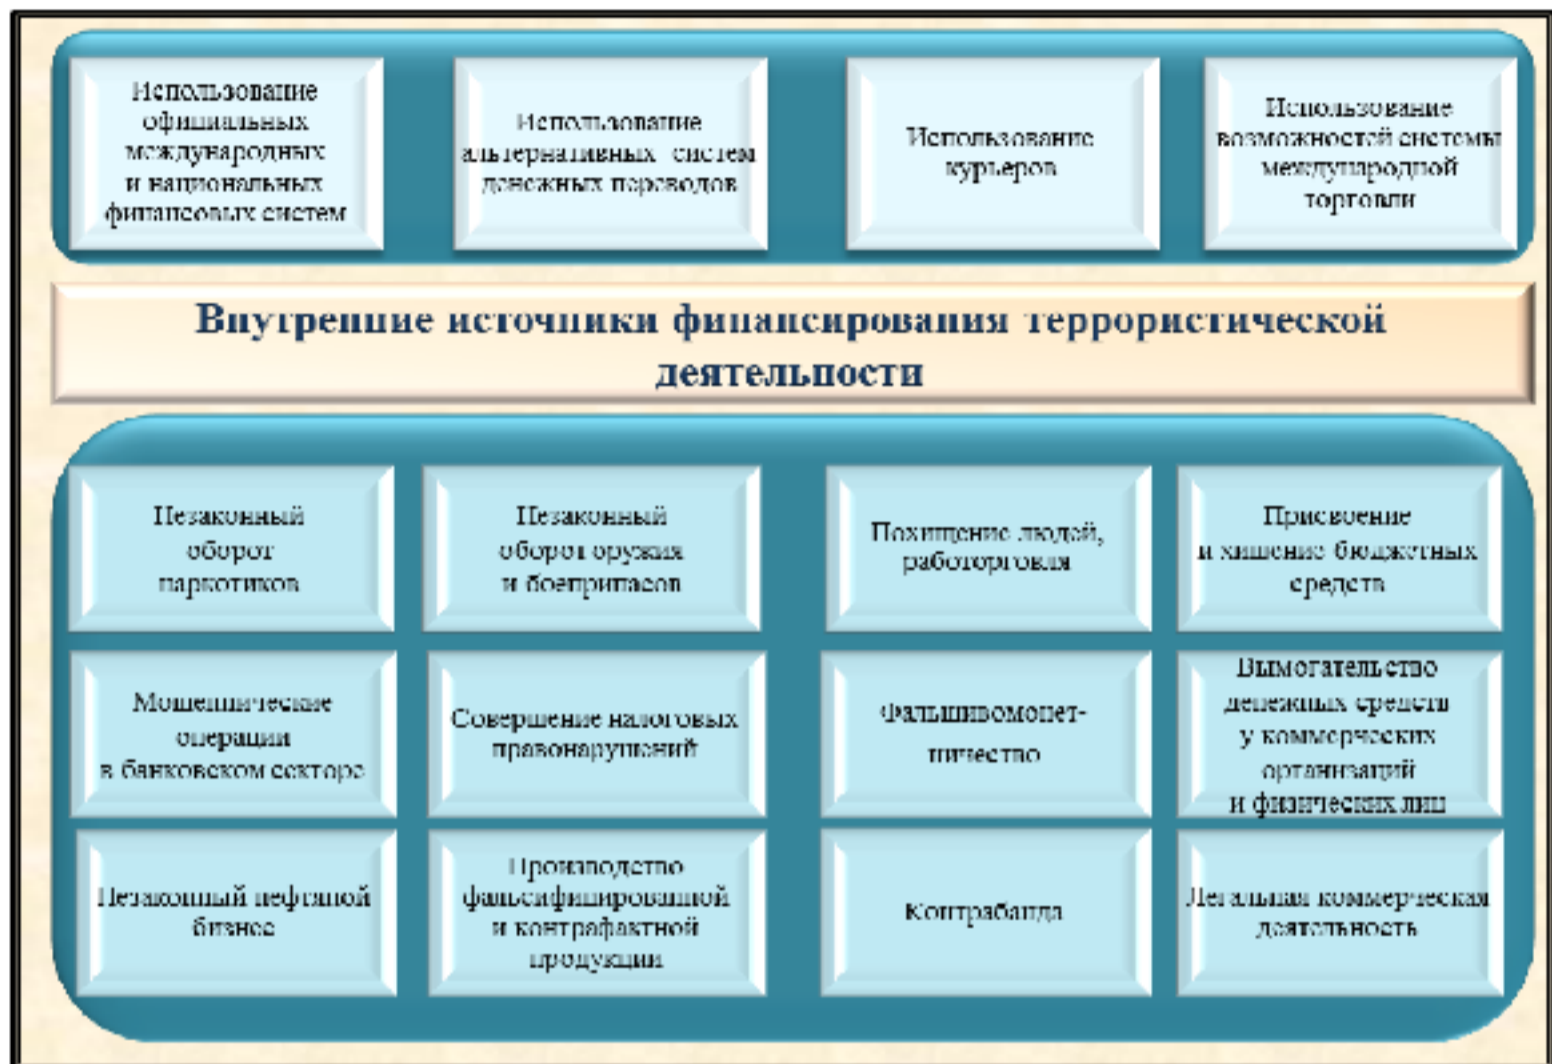 Использование
официальных
международных
и национальных
финансовых систем
Использование
альтернативных систем
денежных переводов
Использование
курьеров
Использование
возможностей системы
международной
торговли
Внутренние источники финансирования террористической
деятельности
Незаконный
оборот
наркотиков
Незаконный
оборот оружия
и боеприпасов
Похищение людей,
работорговля
Присвоение
и хищение бюджетных
средств
Мошеннические
операции
в банковском секторе
Совершение налоговых
правонарушений
Фальшивомонет-
ничество
Вымогательство
денежных средств
у коммерческих
организаций
и физических лиц
Незаконный нефтяной
бизнес
Производство
фальсифицированной
и контрафактной
продукции
Контрабанда
Легальная коммерческая
деятельность